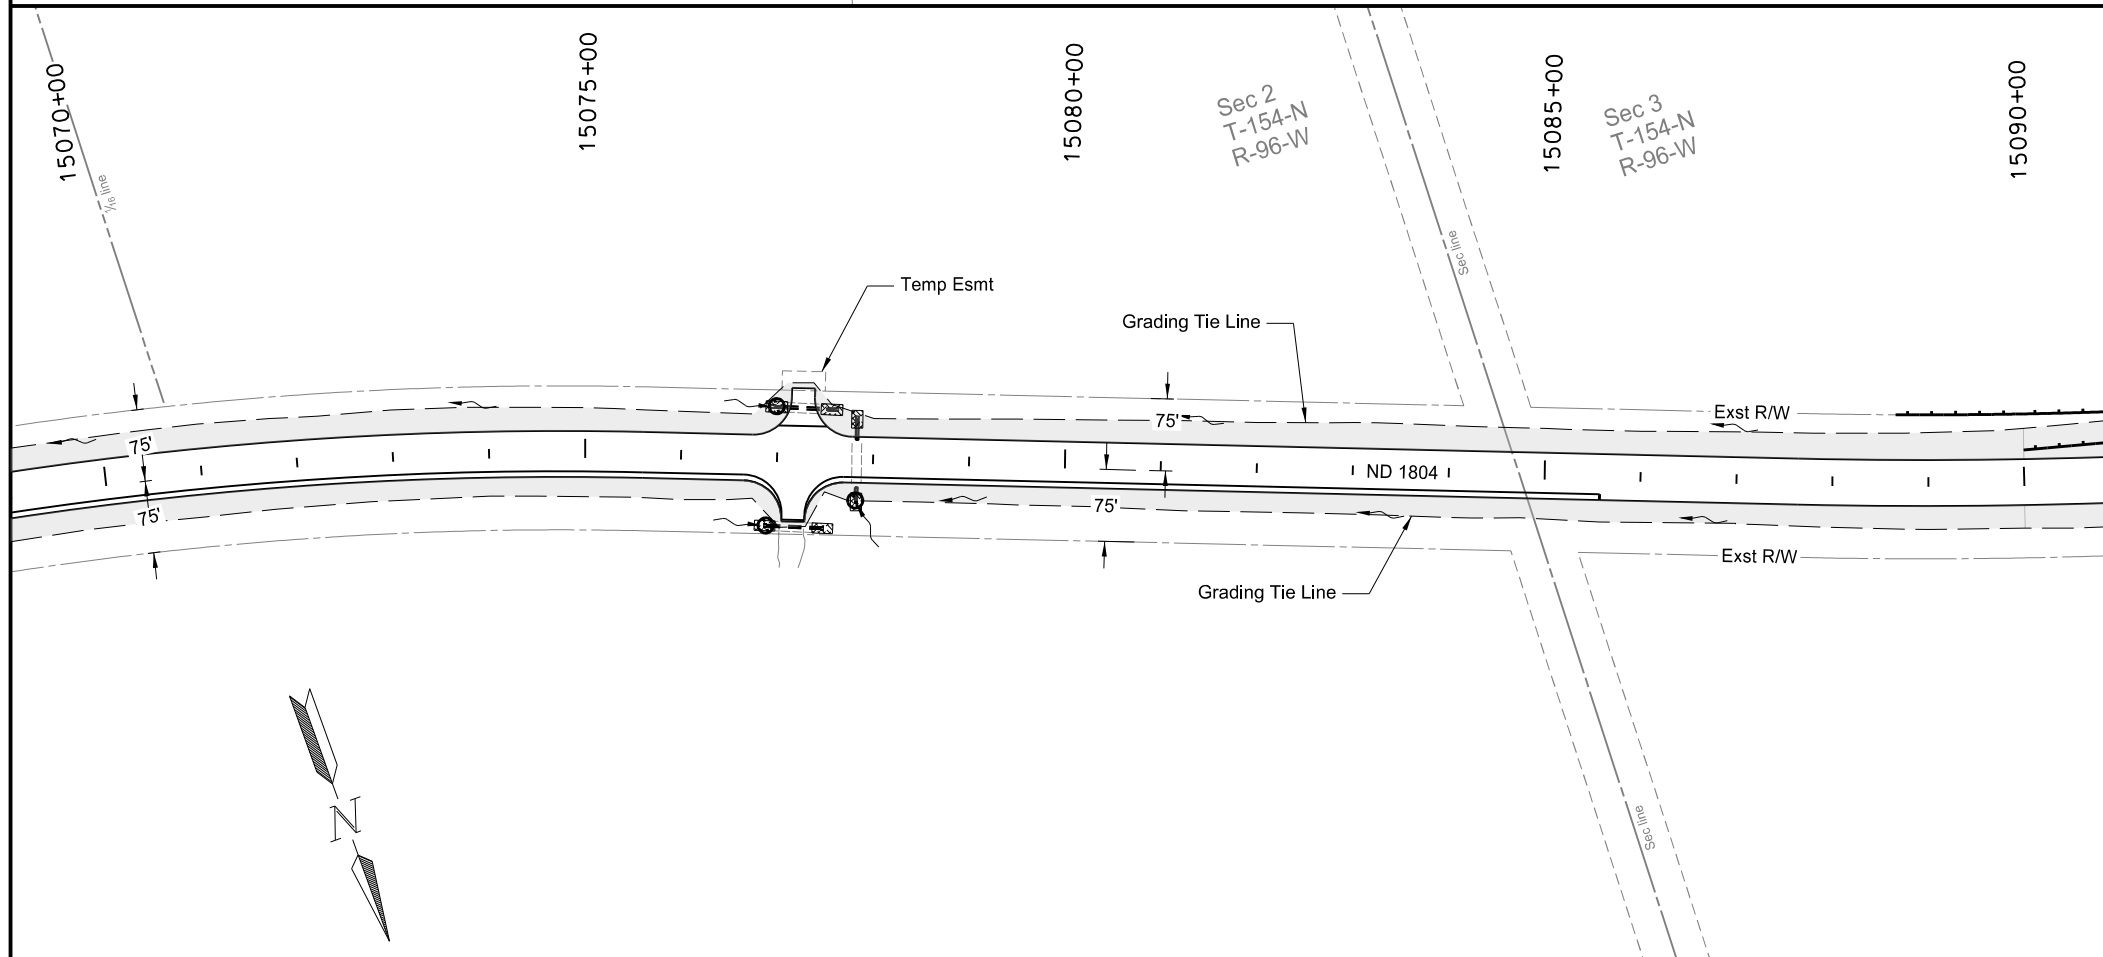 15070+00
15075+00
15080+00
15085+00
15090+00
Sec 2
T-154-N
R-96-W
Sec 3
T-154-N
R-96-W
1/16 line
Sec line
Temp Esmt
Grading Tie Line
Exst R/W
75'
75'
75'
75'
ND 1804
Exst R/W
Grading Tie Line
N
Sec line